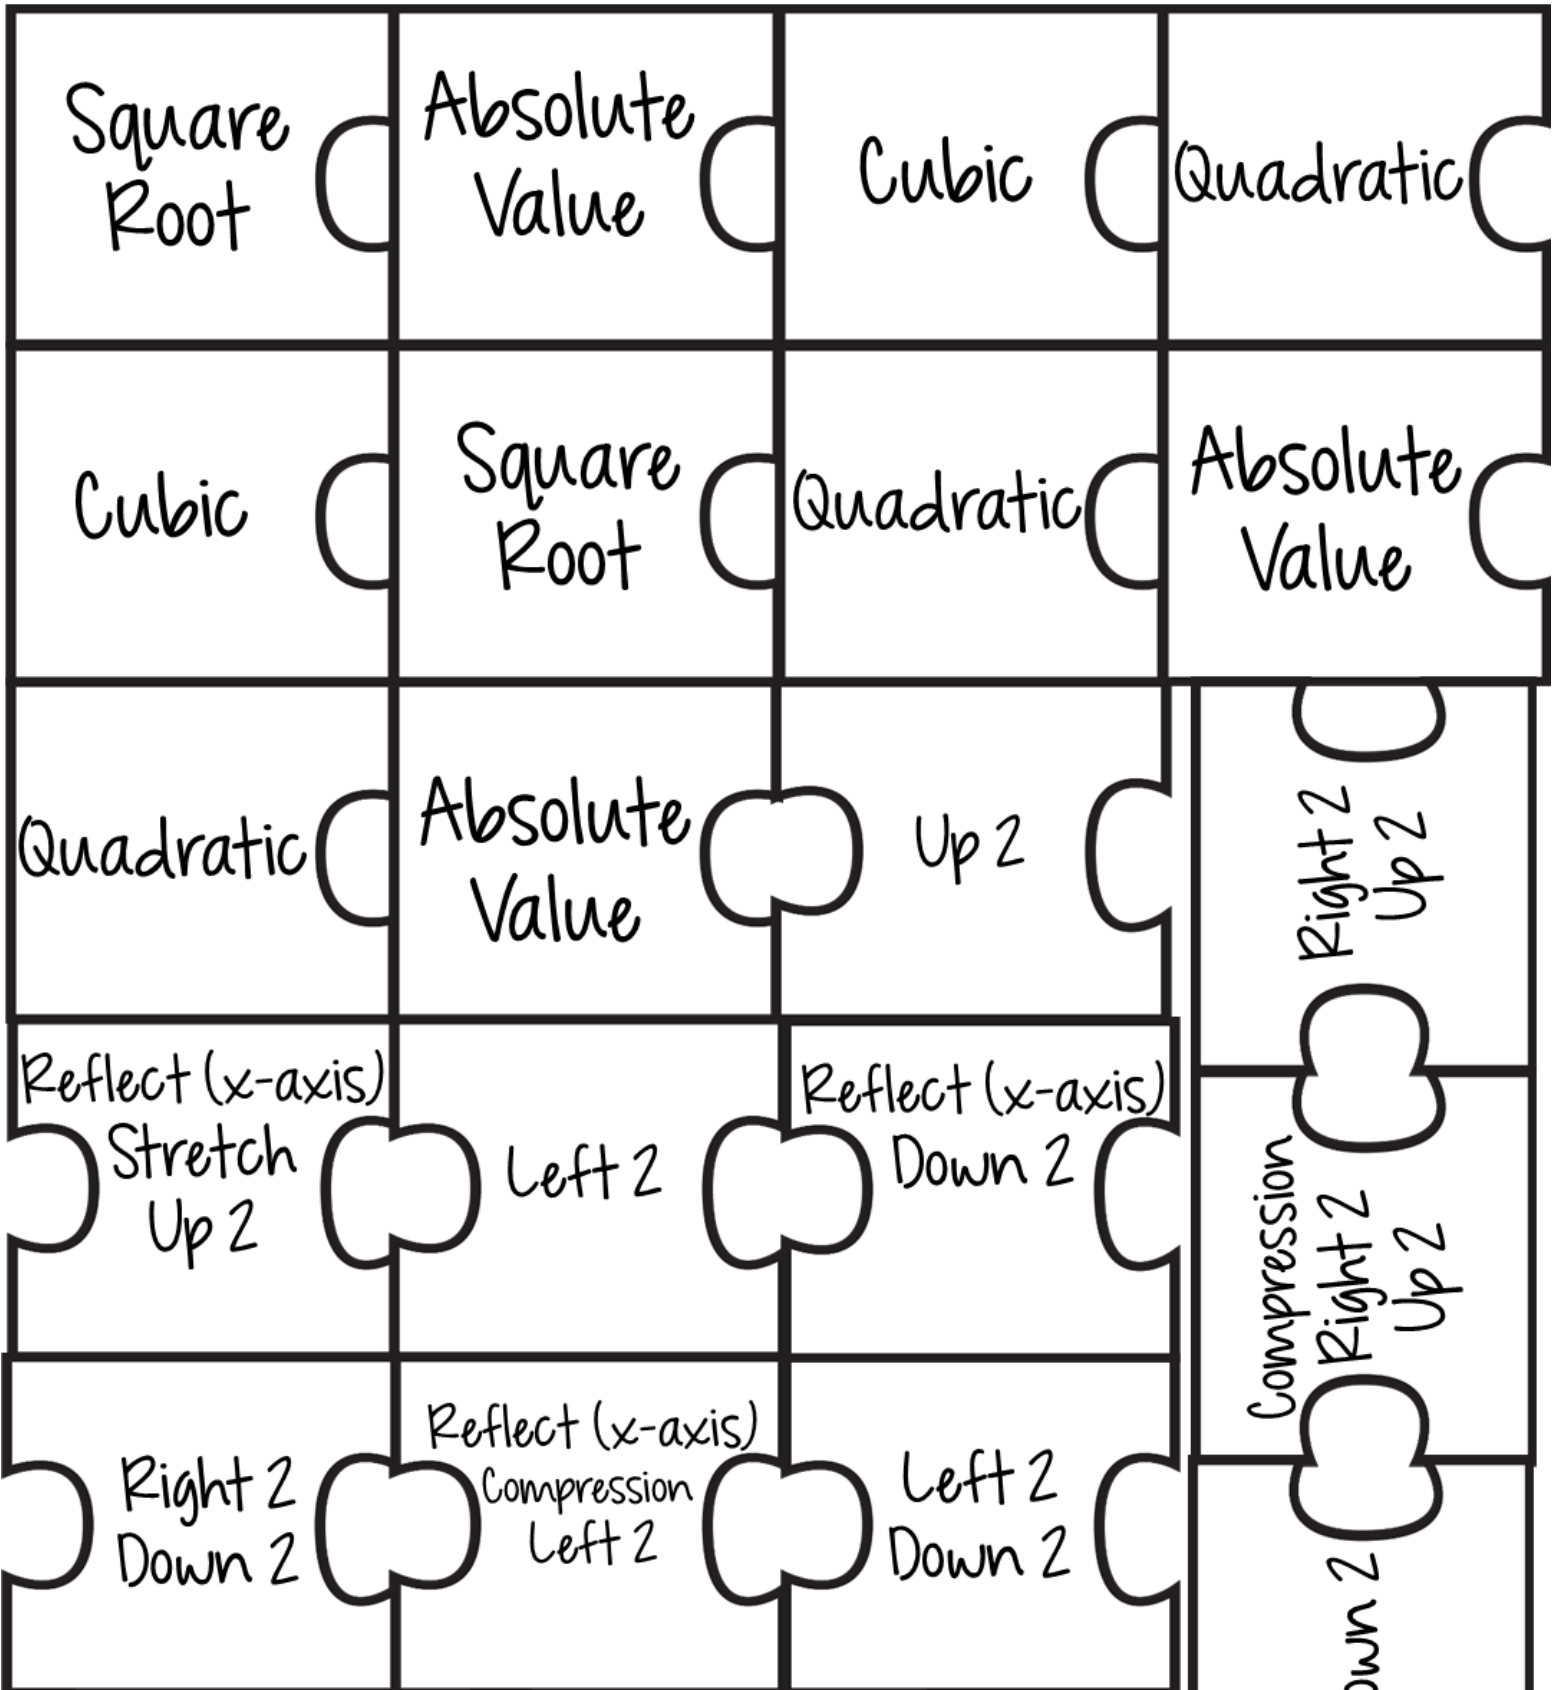 Square
Root
Absolute
Value
Cubic
Quadratic
Cubic
Square
Root
Quadratic
Absolute
Value
Quadratic
Absolute
Value
Up 2
Right 2
Up 2
Reflect (x-axis)
Stretch
Up 2
Left 2
Reflect (x-axis)
Down 2
Compression
Right 2
Up 2
Right 2
Down 2
Reflect (x-axis)
Compression
Left 2
Left 2
Down 2
own 2